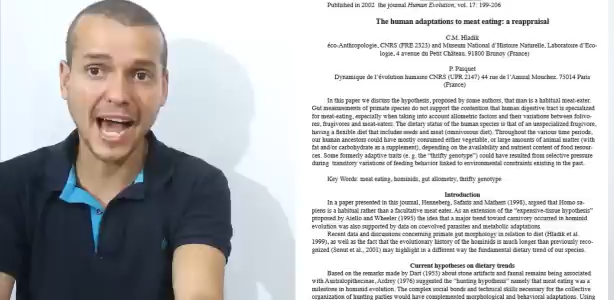 Published in 2002 the journal Human Evolution, vol. 17: 199-206
The human adaptations to meat eating: a reappraisal
C.M. Hladik
éco-Anthropologie, CNRS (FRE 2323) and Museum National d'Histoire Naturelle, Laboratoire d'Eco-
logie, 4 avenue du Petit Château, 91800 Brunoy (France)
P. Pasquet
Dynamique de l'évolution humaine CNRS (UPR 2147) 44 rue de l'Amiral Mouchez. 75014 Paris
(France)
In this paper we discuss the hypothesis, proposed by some authors, that man is a habitual meat-eater.
Gut measurements of primate species do not support the contention that human digestive tract is specialized
for meat-eating, especially when taking into account allometric factors and their variations between folivo-
res, frugivores and meat-eaters. The dietary status of the human species is that of an unspecialized frugivore,
having a flexible diet that includes seeds and meat (omnivorous diet). Throughout the various time periods,
our human ancestors could have mostly consumed either vegetable, or large amounts of animal matter (with
fat and/or carbohydrate as a supplement), depending on the availability and nutrient content of food resour-
ces. Some formerly adaptive traits (e. g. the "thrifty genotype") could have resulted from selective pressure
during transitory variations of feeding behavior linked to environmental constraints existing in the past.
Key Words: meat eating, hominids, gut allometry, thrifty genotype.
Introduction
In a paper presented in this journal, Henneberg, Sarafis and Mathers (1998), argued that Homo sa-
piens is a habitual rather than a facultative meat eater. As an extension of the "expensive-tissue hypothesis"
proposed by Aiello and Wheeler (1995) the idea that a major trend toward carnivory occurred in hominid
evolution was also supported by data on coevolved parasites and metabolic adaptations.
Recent data and discussions concerning primate gut morphology in relation to diet (Hladik et al.
1999), as well as the fact that the evolutionary history of the hominids is much longer than previously reco-
gnized (Senut et al., 2001) may highlight in a different way the fundamental dietary trend of our species.
Current hypotheses on dietary trends
Based on the remarks made by Dart (1953) about stone artifacts and faunal remains being associated
with Australopithecines, Ardrey (1976) suggested the "hunting hypothesis" namely that meat eating was a
milestone in hominid evolution. The complex social bonds and technical skills necessary for the collective
organization of hunting parties would have complemented morphological and behavioral adaptations. Using